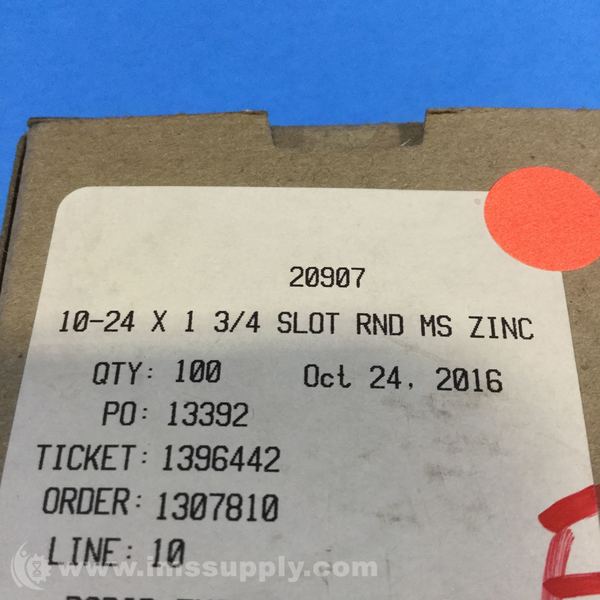 20907
10-24 X 1 3/4 SLOT RND MS ZINC
QTY: 100 Oct 24, 2016
PO: 13392
TICKET: 1396442
ORDER: 1307810
LINE: 10
© www.imssupply.com